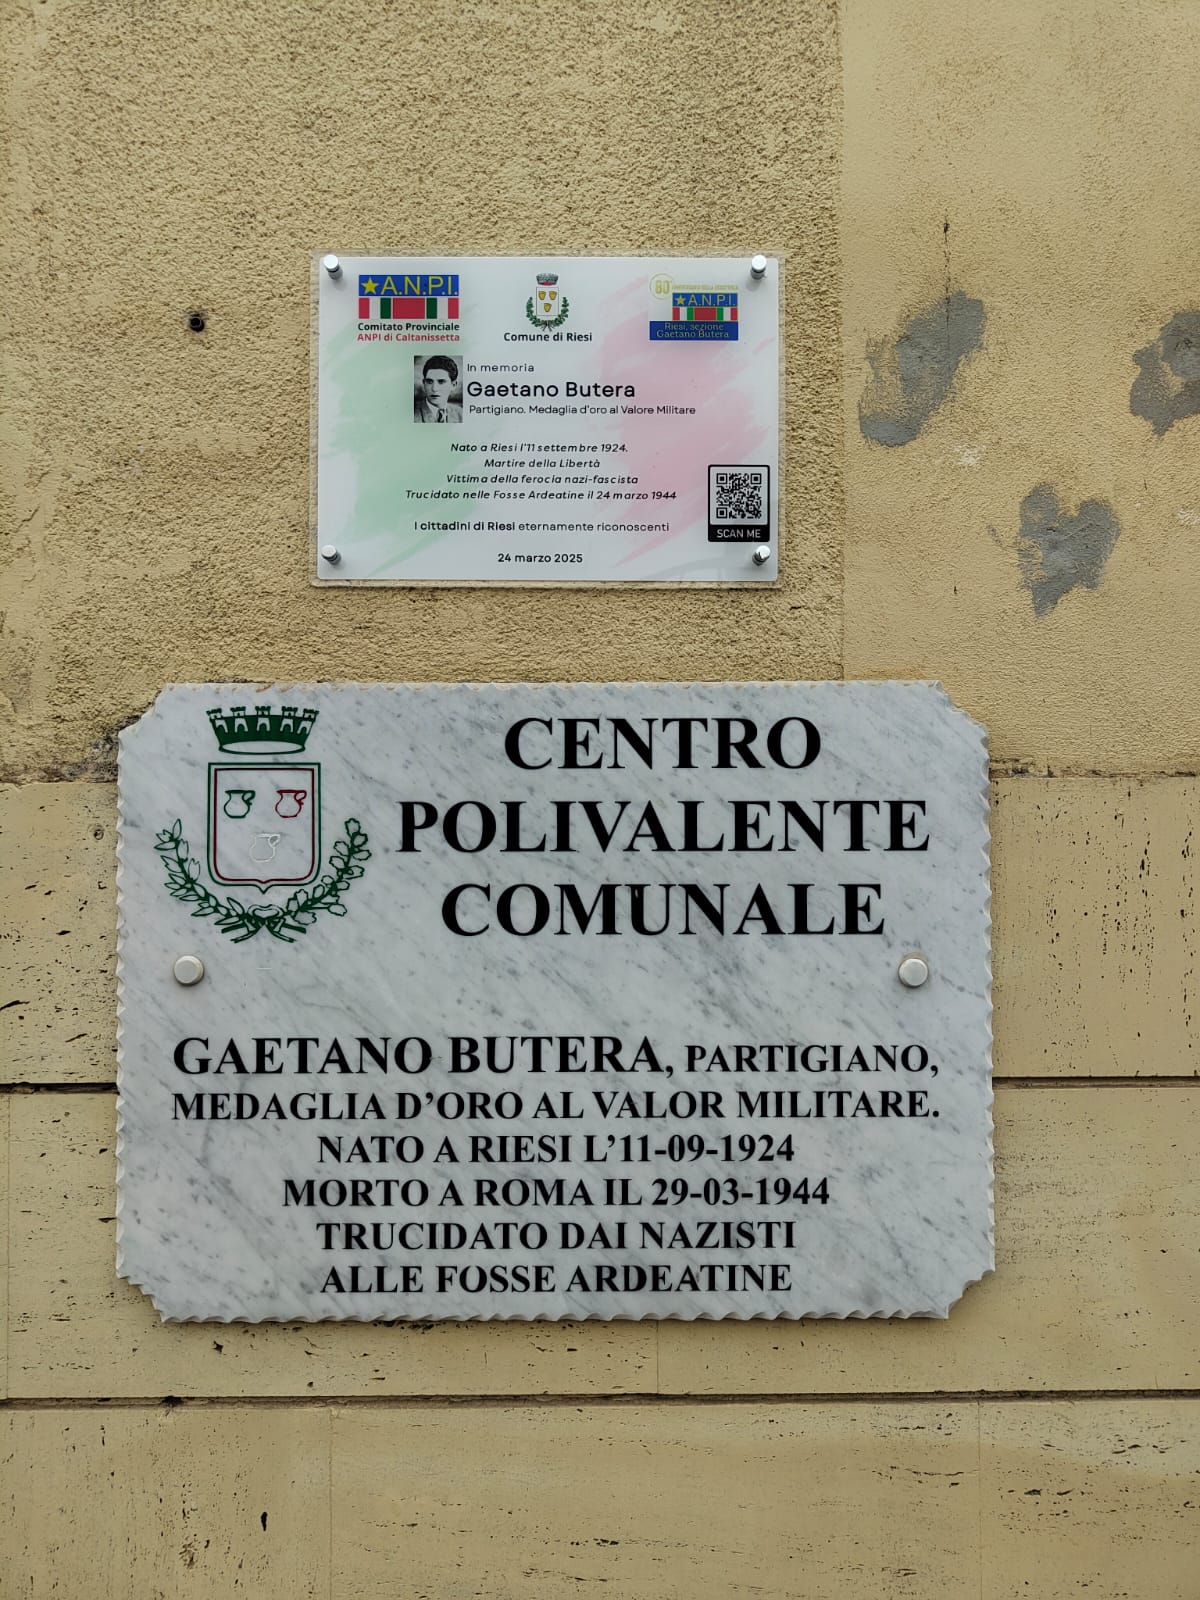 A.N.P.I.
Comitato Provinciale
ANPI di Caltanissetta
Comune di Riesi
80
A.N.P.I.
Riesi, sezione
Gaetano Butera
In memoria
Gaetano Butera
Partigiano. Medaglia d'oro al Valore Militare
Nato a Riesi l'11 settembre 1924.
Martire della Libertà
Vittima della ferocia nazi-fascista
Trucidato nelle Fosse Ardeatine il 24 marzo 1944
I cittadini di Riesi eternamente riconoscenti
24 marzo 2025
SCAN ME
CENTRO
POLIVALENTE
COMUNALE
GAETANO BUTERA, PARTIGIANO,
MEDAGLIA D'ORO AL VALOR MILITARE.
NATO A RIESI L'11-09-1924
MORTO A ROMA IL 29-03-1944
TRUCIDATO DAI NAZISTI
ALLE FOSSE ARDEATINE